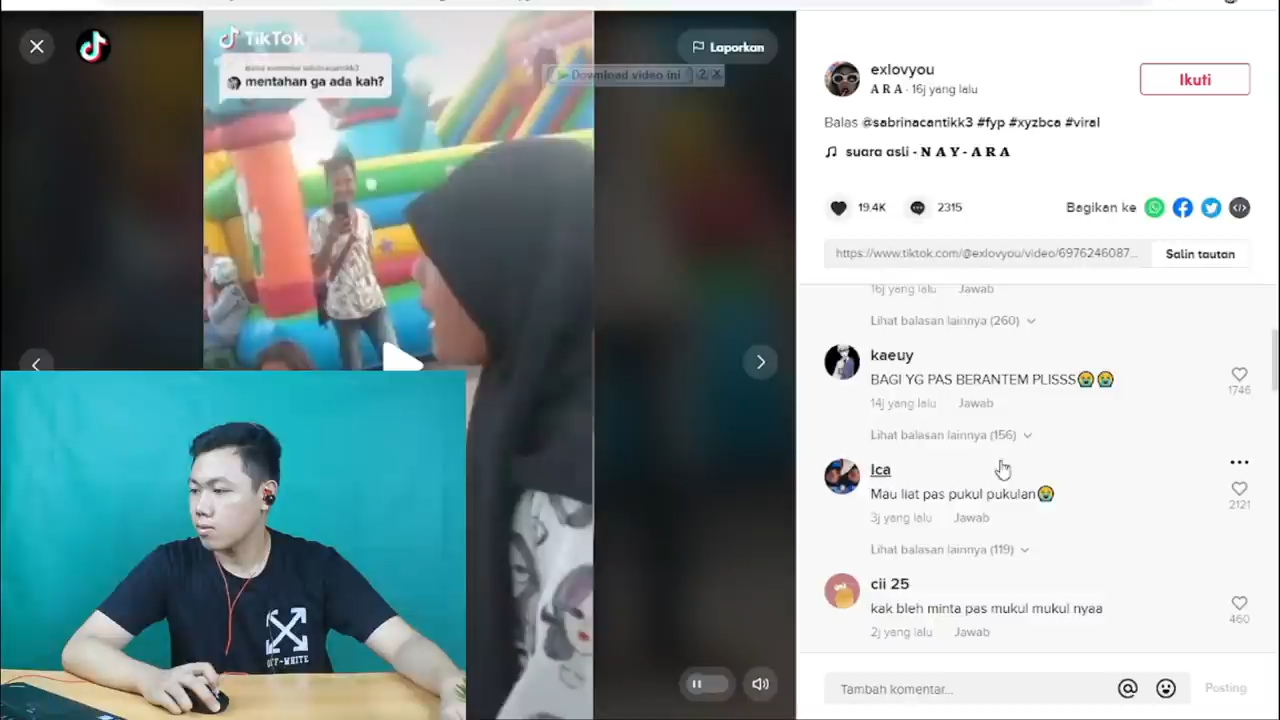 TikTok
mentahan ga ada kah?
Laporkan
Download video ini
? X
exlovyou
ARA · 16j yang lalu
Ikuti
Balas @sabrinacantikk3 #fyp #xyzbca #viral
suara asli - N A Y - A R A
19.4K
2315
Bagikan ke
https://www.tiktok.com/@exlovyou/video/6976246087...
Salin tautan
16j yang lalu Jawab
Lihat balasan lainnya (260)
kaeuy
BAGI YG PAS BERANTEM PLISSS😭😭
1746
14j yang lalu Jawab
Lihat balasan lainnya (156)
Ica
Mau liat pas pukul pukulan😭
2121
3j yang lalu Jawab
Lihat balasan lainnya (119)
cii 25
kak bleh minta pas mukul mukul nyaa
460
2j yang lalu Jawab
Tambah komentar...
Posting
OFF-WHITE